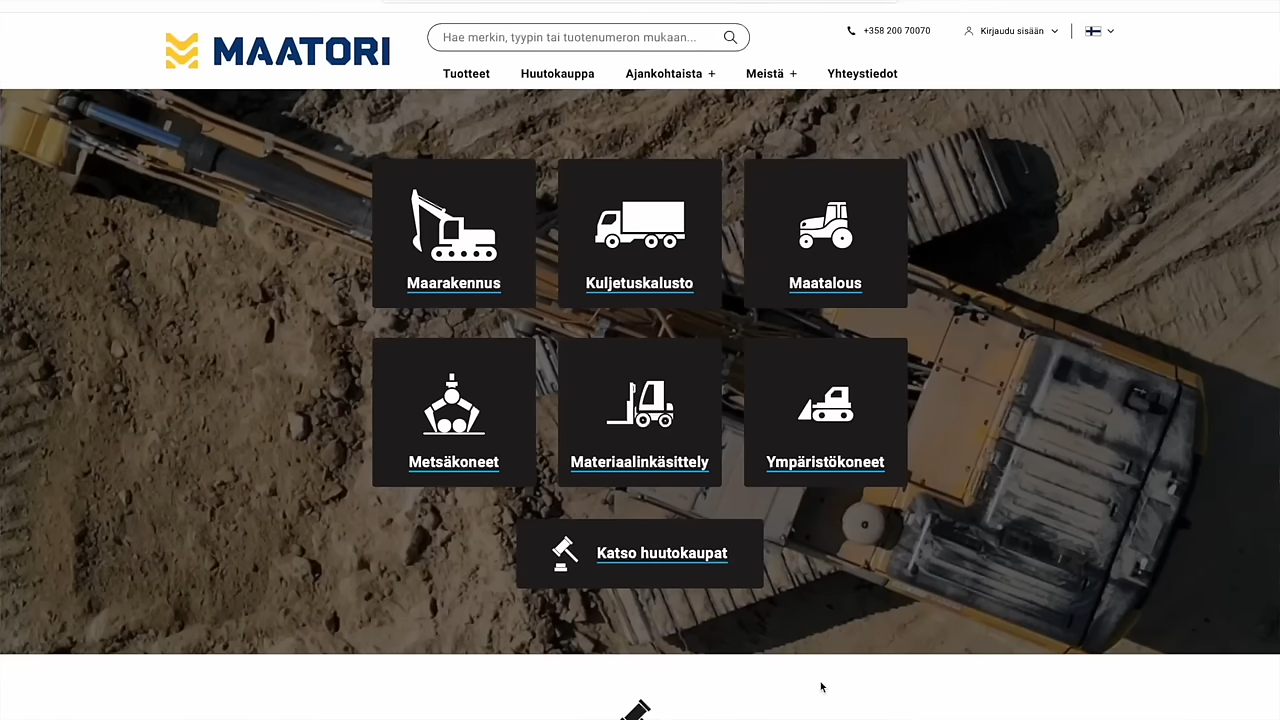 MAATORI
Hae merkin, tyypin tai tuotenumeron mukaan...
+358 200 70070
Kirjaudu sisään
Tuotteet
Huutokauppa
Ajankohtaista +
Meistä +
Yhteystiedot
Maarakennus
Kuljetuskalusto
Maatalous
Metsäkoneet
Materiaalinkäsittely
Ympäristökoneet
Katso huutokaupat